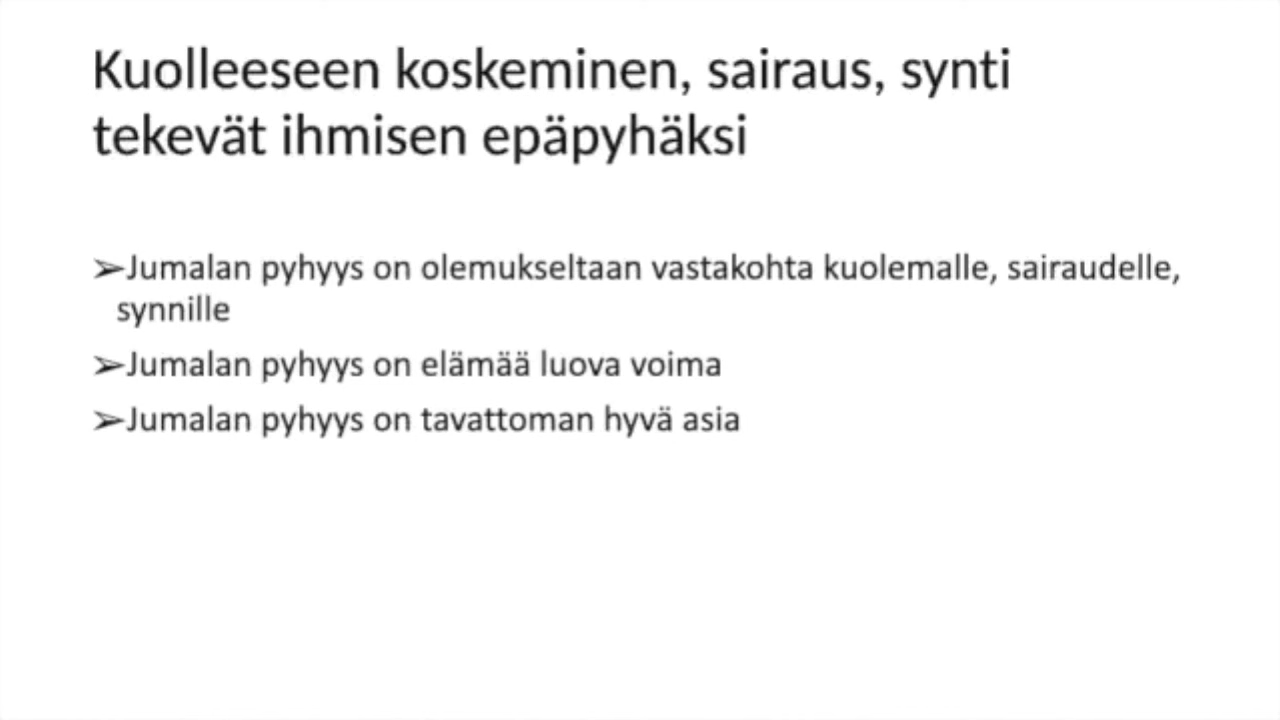 Kuolleeseen koskeminen, sairaus, synti
tekevät ihmisen epäpyhäksi
➢Jumalan pyhyys on olemukseltaan vastakohta kuolemalle, sairaudelle,
synnille
➢Jumalan pyhyys on elämää luova voima
➢Jumalan pyhyys on tavattoman hyvä asia